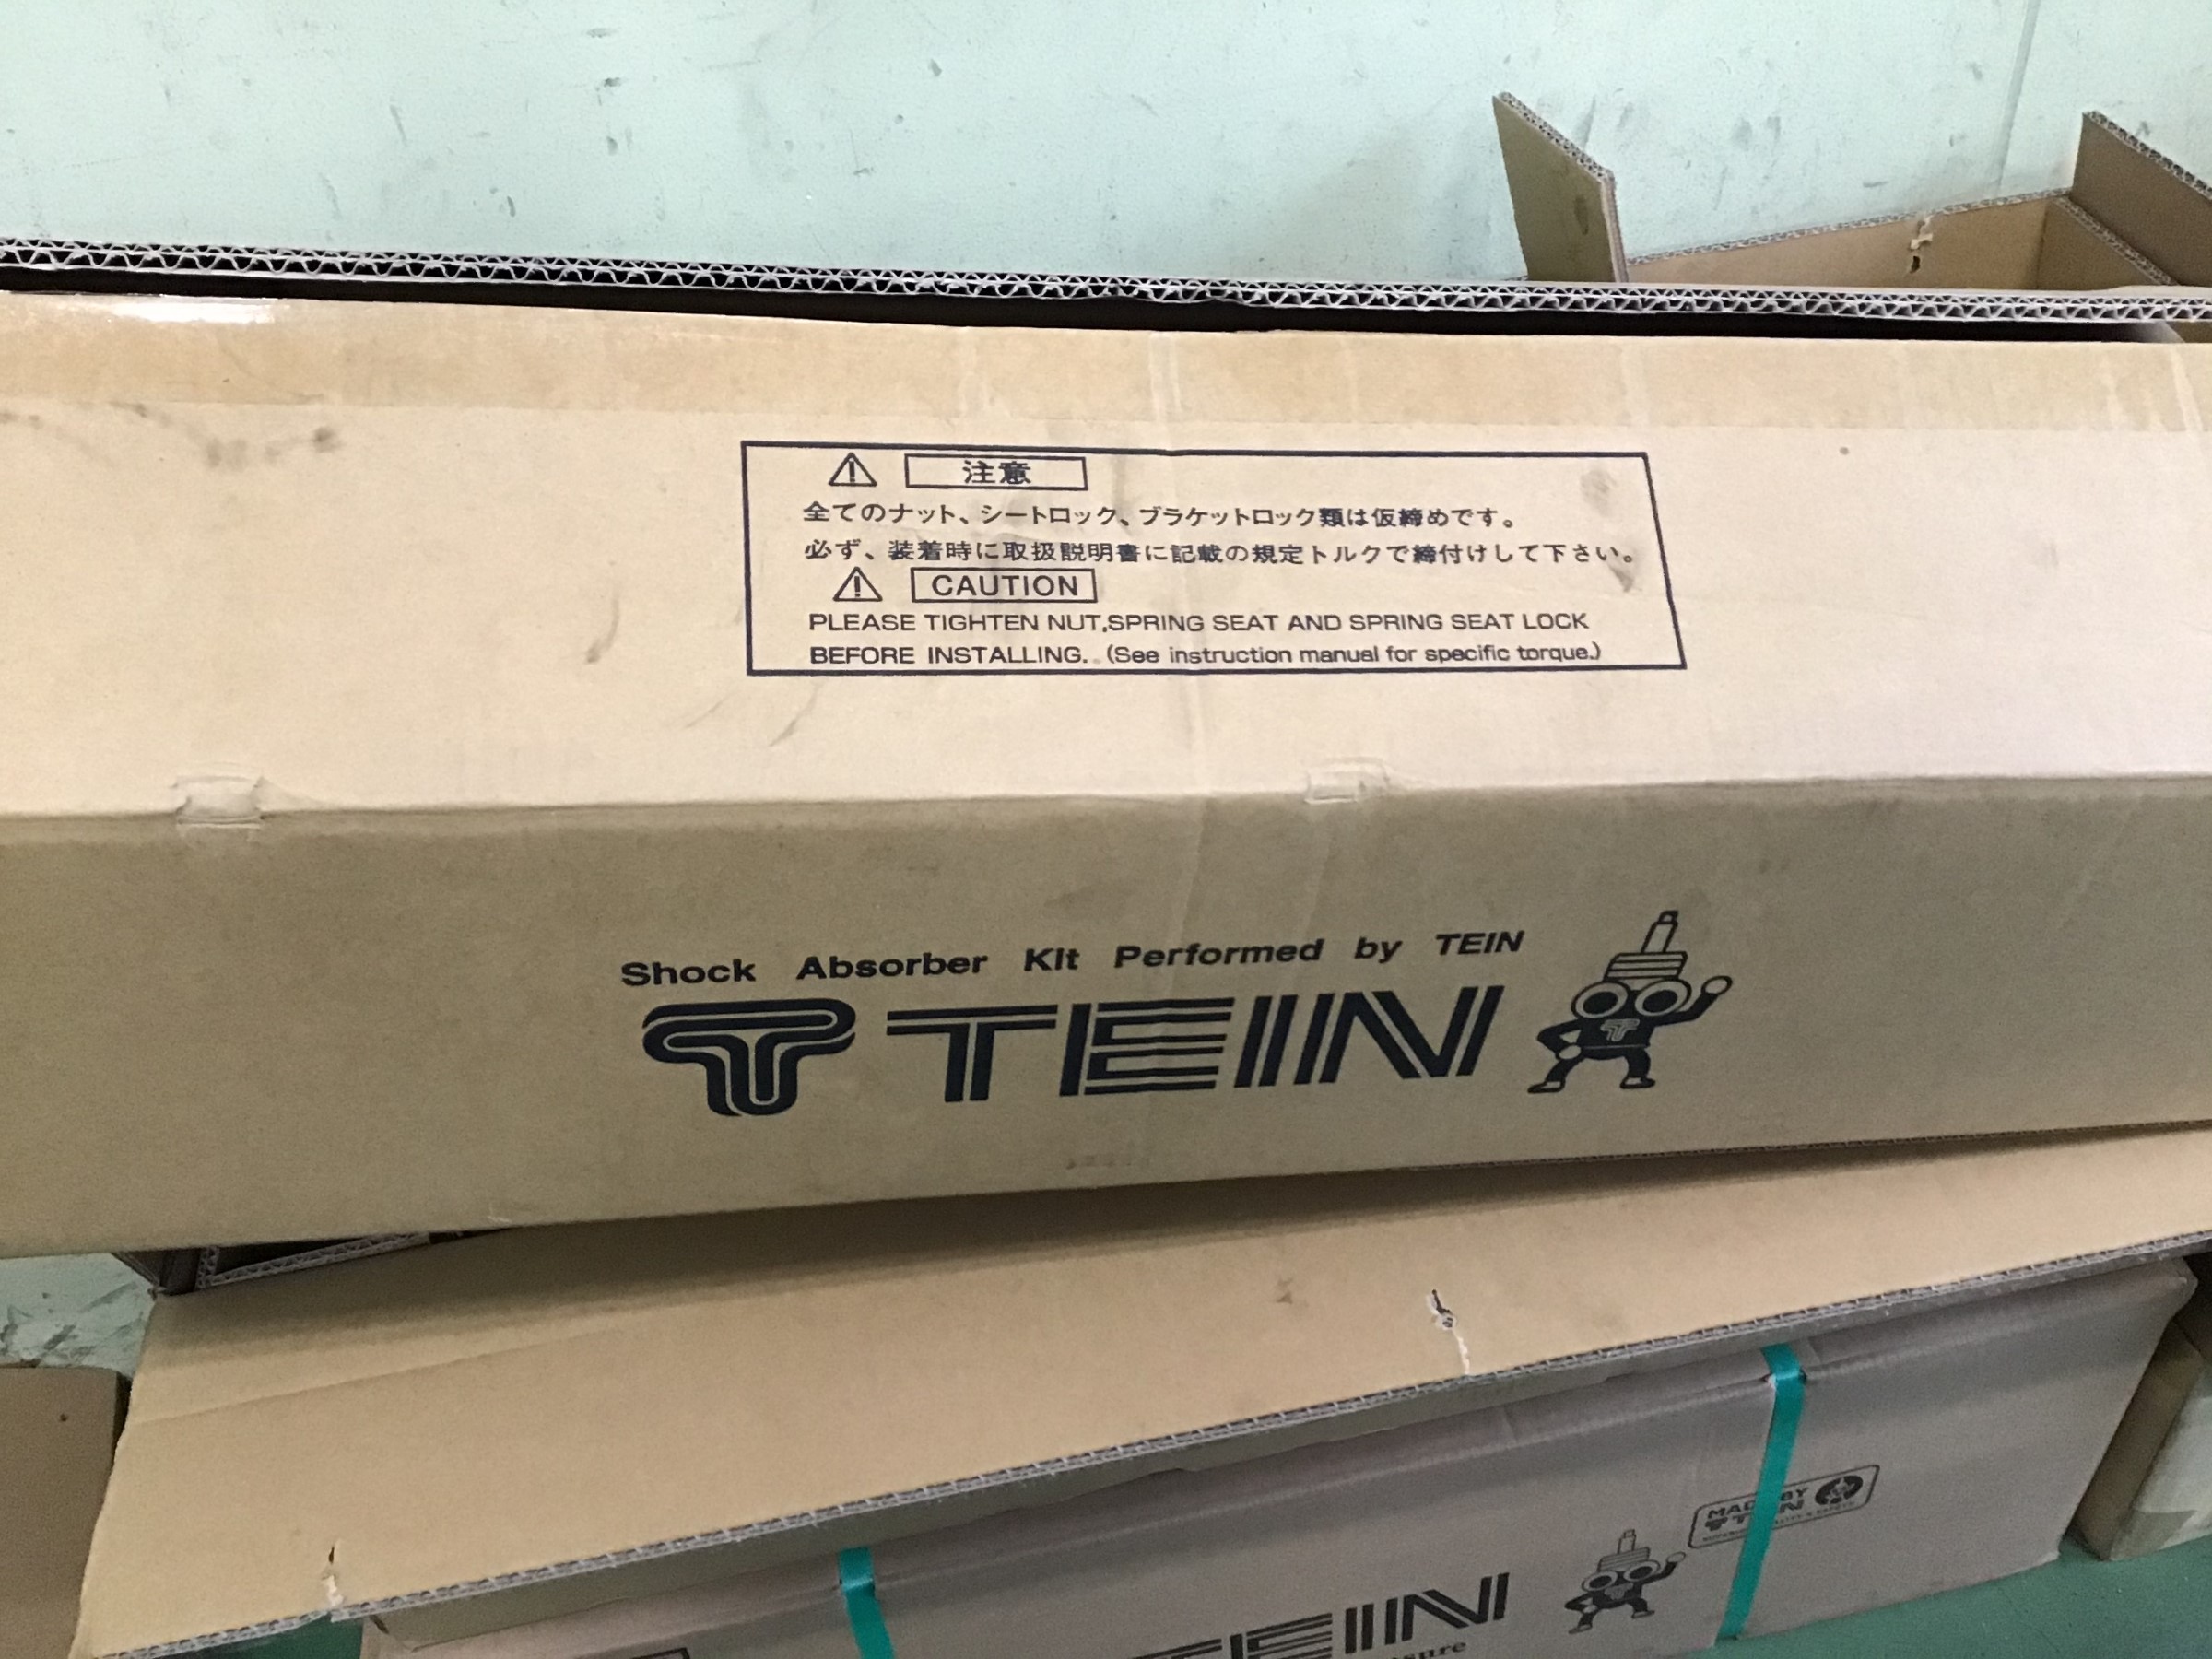 注意
全てのナット、シートロック、ブラケットロック類は仮締めです。
必ず、装着時に取扱説明書に記載の規定トルクで締付けして下さい。
CAUTION
PLEASE TIGHTEN NUT,SPRING SEAT AND SPRING SEAT LOCK
BEFORE INSTALLING. (See instruction manual for specific torque.)
Shock Absorber Kit Performed by TEIN
TEIN
TEIN